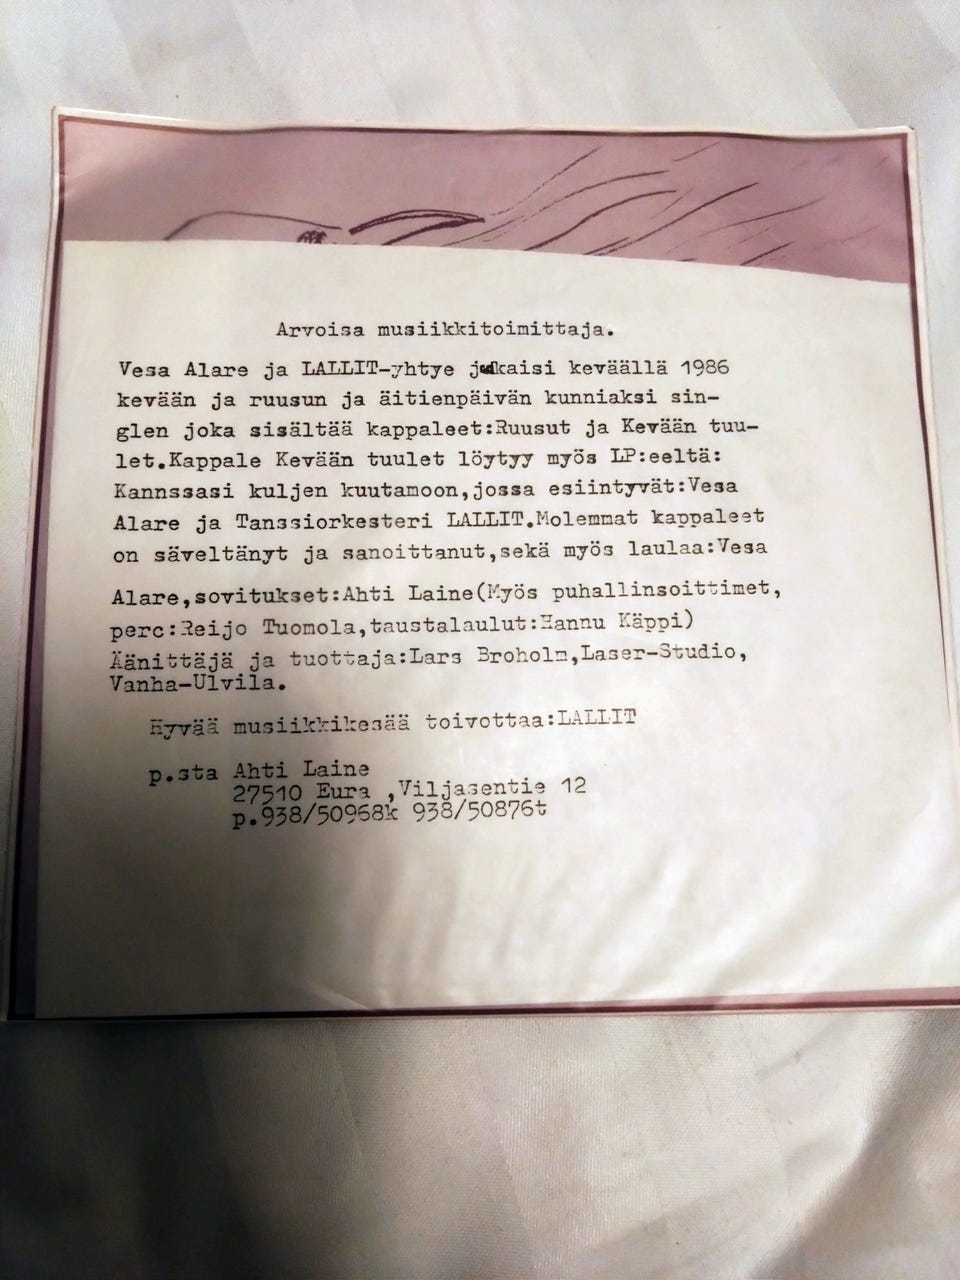 Arvoisa musiikkitoimittaja.
Vesa Alare ja LALLIT-yhtye julkaisi keväällä 1986
kevään ja ruusun ja äitienpäivän kunniaksi sin-
glen joka sisältää kappaleet:Ruusut ja Kevään tuu-
let.Kappale Kevään tuulet löytyy myös LP:eeltä:
Kannssasi kuljen kuutamoon,jossa esiintyvät:Vesa
Alare ja Tanssiorkesteri LALLIT.Molemmat kappaleet
on säveltänyt ja sanoittanut,sekä myös laulaa:Vesa
Alare,sovitukset:Ahti Laine(Myös puhallinsoittimet,
perc:Reijo Tuomola,taustalaulut:Hannu Käppi)
Äänittäjä ja tuottaja:Lars Broholm,Laser-Studio,
Vanha-Ulvila.
Hyvää musiikkikesää toivottaa:LALLIT
p.sta Ahti Laine
27510 Eura ,Viljasentie 12
p.938/50968k 938/50876t